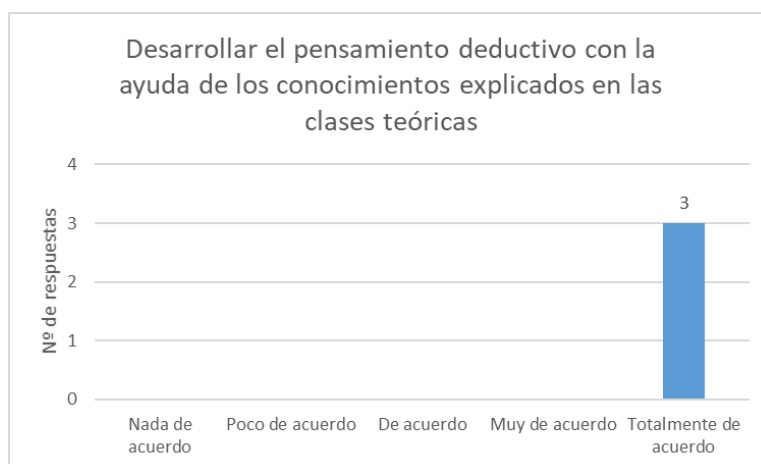 Desarrollar el pensamiento deductivo con la
ayuda de los conocimientos explicados en las
clases teóricas
Nº de respuestas
4
3
2
1
0
3
Nada de
acuerdo
Poco de acuerdo
De acuerdo
Muy de acuerdo
Totalmente de
acuerdo